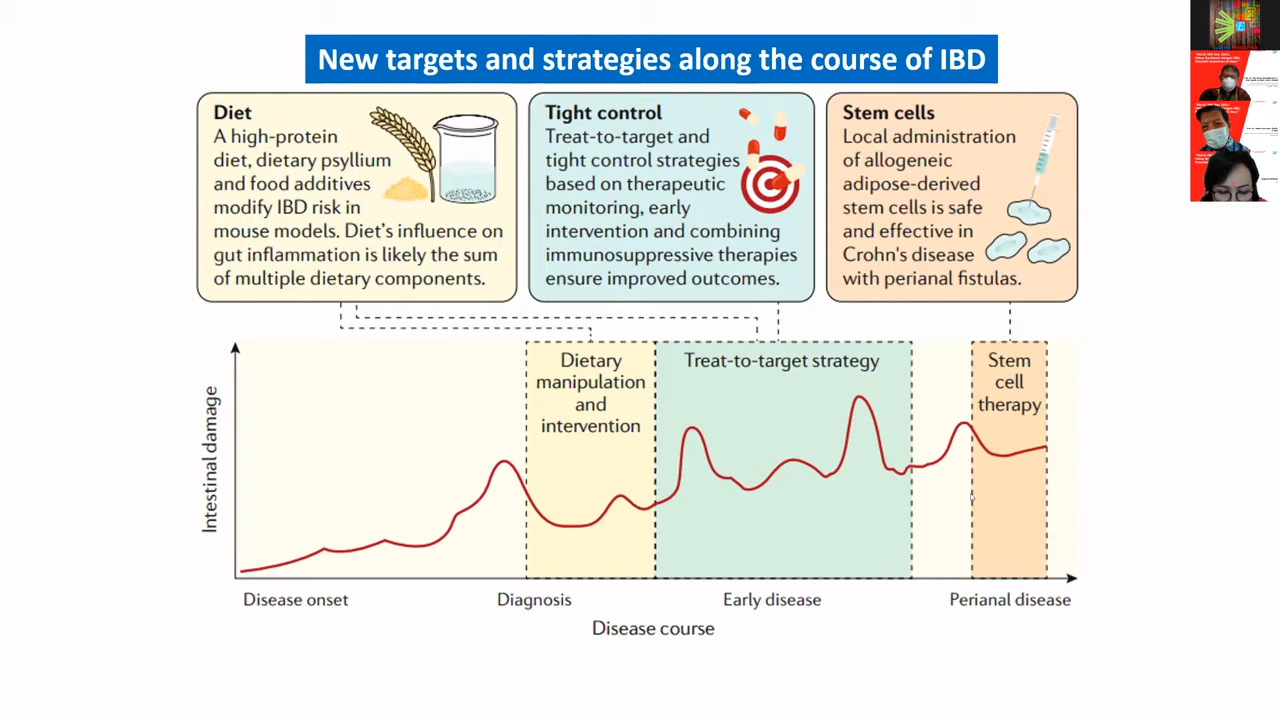 New targets and strategies along the course of IBD
Diet
A high-protein
diet, dietary psyllium
and food additives
modify IBD risk in
mouse models. Diet's influence on
gut inflammation is likely the sum
of multiple dietary components.
Tight control
Treat-to-target and
tight control strategies
based on therapeutic
monitoring, early
intervention and combining
immunosuppressive therapies
ensure improved outcomes.
Stem cells
Local administration
of allogeneic
adipose-derived
stem cells is safe
and effective in
Crohn's disease
with perianal fistulas.
Intestinal damage
Dietary
manipulation
and
intervention
Treat-to-target strategy
Stem
cell
therapy
Disease onset
Diagnosis
Early disease
Perianal disease
Disease course